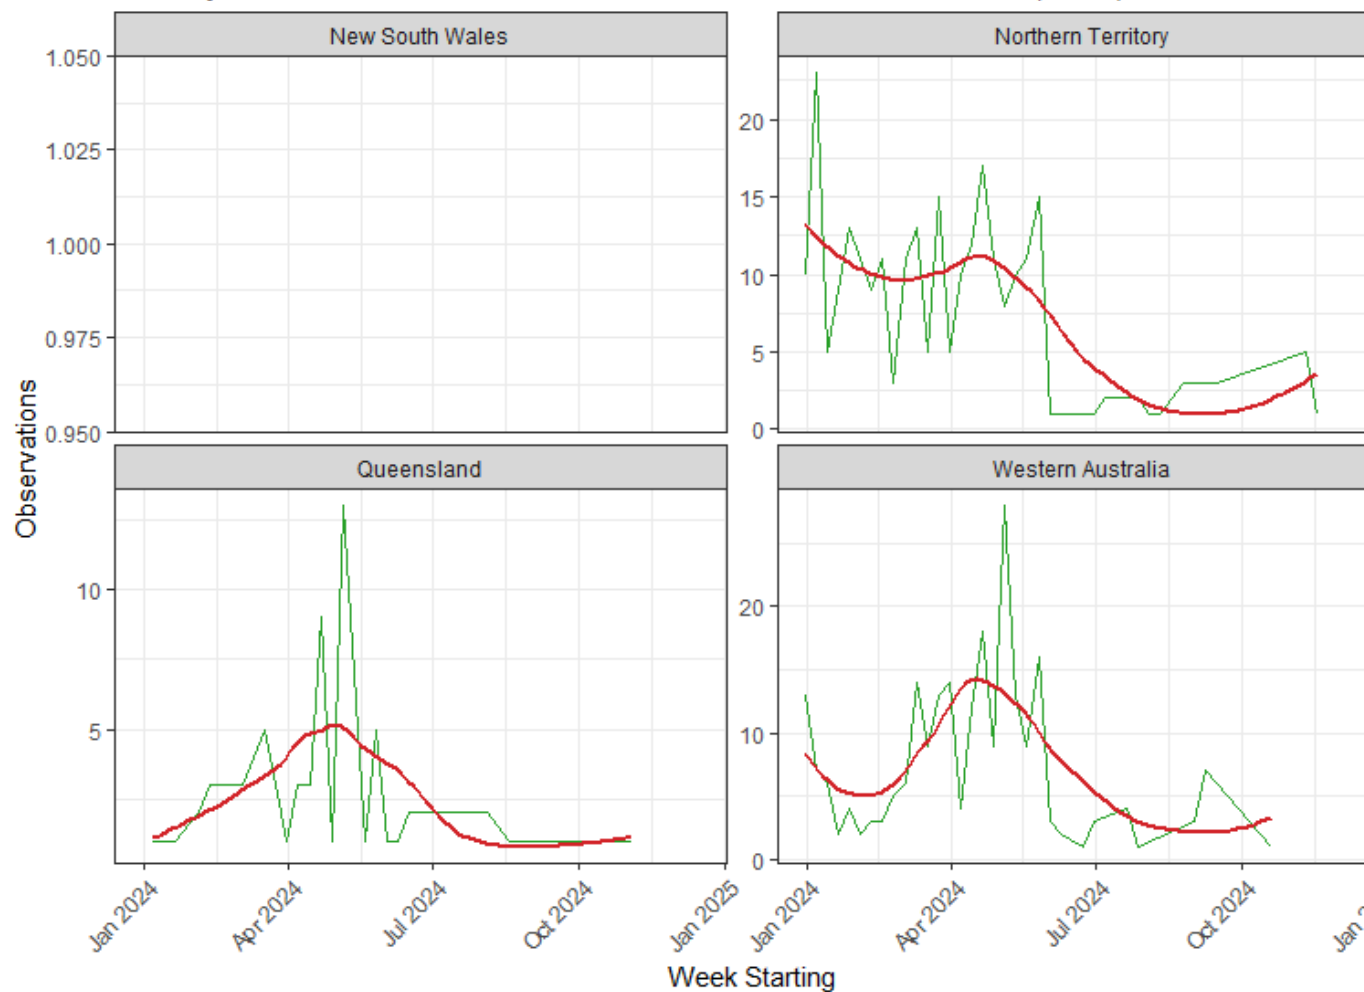 New South Wales
Northern Territory
1.050
1.025
1.000
0.975
0.950
20
15
10
5
0
Observations
Queensland
Western Australia
10
5
20
10
0
Jan 2024
Apr 2024
Jul 2024
Oct 2024
Jan 2025
Jan 2024
Apr 2024
Jul 2024
Oct 2024
Week Starting